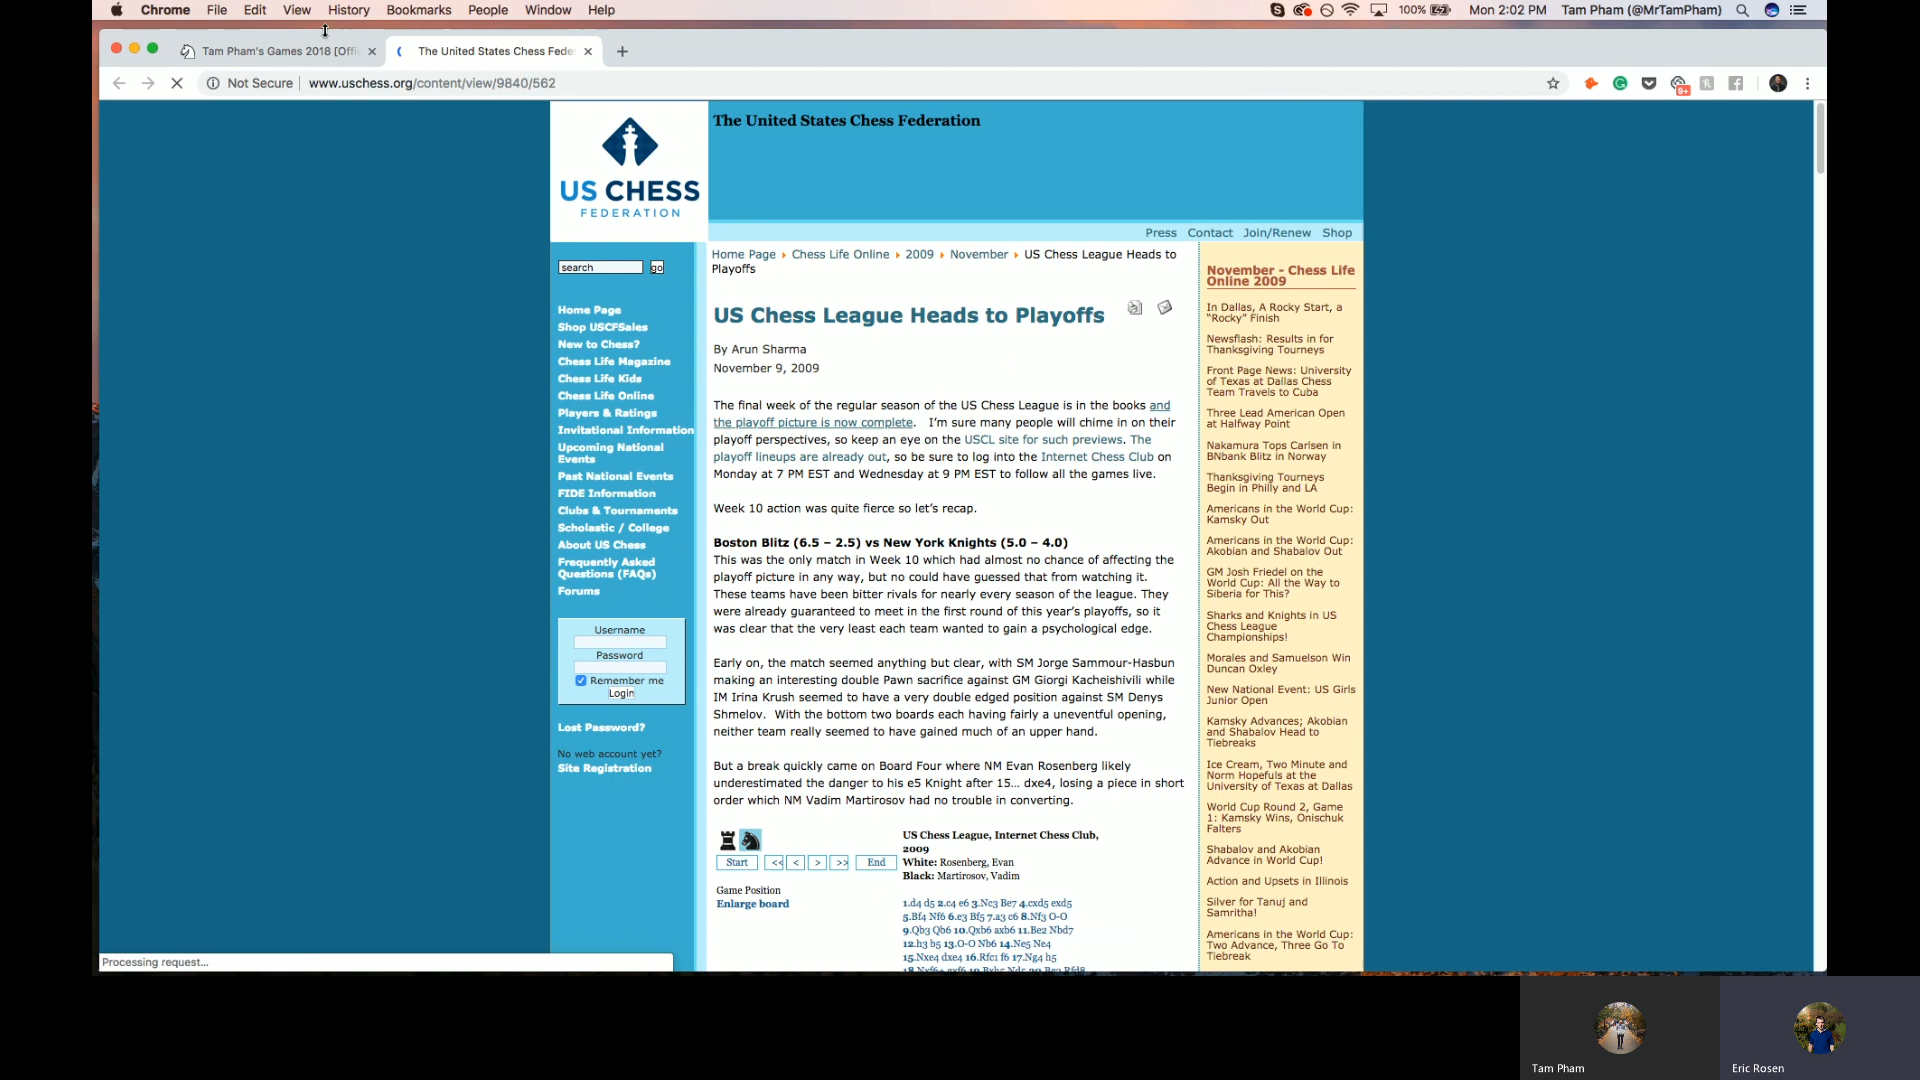 Chrome File Edit View History Bookmarks People Window Help 100% Mon 2:02 PM Tam Pham (@MrTamPham)
Tam Pham's Games 2018 [Offi The United States Chess Fede
Not Secure www.uschess.org/content/view/9840/562 9+
The United States Chess Federation
US CHESS
FEDERATION
Press Contact Join/Renew Shop
search go
Home Page
Shop USCFSales
New to Chess?
Chess Life Magazine
Chess Life Kids
Chess Life Online
Players & Ratings
Invitational Information
Upcoming National
Events
Past National Events
FIDE Information
Clubs & Tournaments
Scholastic / College
About US Chess
Frequently Asked
Questions (FAQs)
Forums
Username
Password
Remember me
Login
Lost Password?
No web account yet?
Site Registration
Home Page Chess Life Online 2009 November US Chess League Heads to
Playoffs
US Chess League Heads to Playoffs
By Arun Sharma
November 9, 2009
The final week of the regular season of the US Chess League is in the books and
the playoff picture is now complete. I'm sure many people will chime in on their
playoff perspectives, so keep an eye on the USCL site for such previews. The
playoff lineups are already out, so be sure to log into the Internet Chess Club on
Monday at 7 PM EST and Wednesday at 9 PM EST to follow all the games live.
Week 10 action was quite fierce so let's recap.
Boston Blitz (6.5 – 2.5) vs New York Knights (5.0 – 4.0)
This was the only match in Week 10 which had almost no chance of affecting the
playoff picture in any way, but no could have guessed that from watching it.
These teams have been bitter rivals for nearly every season of the league. They
were already guaranteed to meet in the first round of this year's playoffs, so it
was clear that the very least each team wanted to gain a psychological edge.
Early on, the match seemed anything but clear, with SM Jorge Sammour-Hasbun
making an interesting double Pawn sacrifice against GM Giorgi Kacheishivili while
IM Irina Krush seemed to have a very double edged position against SM Denys
Shmelov. With the bottom two boards each having fairly a uneventful opening,
neither team really seemed to have gained much of an upper hand.
But a break quickly came on Board Four where NM Evan Rosenberg likely
underestimated the danger to his e5 Knight after 15... dxe4, losing a piece in short
order which NM Vadim Martirosov had no trouble in converting.
Start << < > >> End
Game Position
Enlarge board
US Chess League, Internet Chess Club,
2009
White: Rosenberg, Evan
Black: Martirosov, Vadim
1.d4 d5 2.c4 e6 3.Nc3 Be7 4.cxd5 exd5
5.Bf4 Nf6 6.e3 Bf5 7.a3 c6 8.Nf3 O-O
9.Qb3 Qb6 10.Qxb6 axb6 11.Be2 Nbd7
12.h3 b5 13.O-O Nb6 14.Ne5 Ne4
15.Nxe4 dxe4 16.Rfc1 f6 17.Ng4 h5
18.Nxf6+ gxf6 19.Bxh5 Nd5 20.Bg3 Rfd8
November - Chess Life
Online 2009
In Dallas, A Rocky Start, a
"Rocky" Finish
Newsflash: Results in for
Thanksgiving Tourneys
Front Page News: University
of Texas at Dallas Chess
Team Travels to Cuba
Three Lead American Open
at Halfway Point
Nakamura Tops Carlsen in
BNbank Blitz in Norway
Thanksgiving Tourneys
Begin in Philly and LA
Americans in the World Cup:
Kamsky Out
Americans in the World Cup:
Akobian and Shabalov Out
GM Josh Friedel on the
World Cup: All the Way to
Siberia for This?
Sharks and Knights in US
Chess League
Championships!
Morales and Samuelson Win
Duncan Oxley
New National Event: US Girls
Junior Open
Kamsky Advances; Akobian
and Shabalov Head to
Tiebreaks
Ice Cream, Two Minute and
Norm Hopefuls at the
University of Texas at Dallas
World Cup Round 2, Game
1: Kamsky Wins, Onischuk
Falters
Shabalov and Akobian
Advance in World Cup!
Action and Upsets in Illinois
Silver for Tanuj and
Samritha!
Americans in the World Cup:
Two Advance, Three Go To
Tiebreak
Processing request...
Tam Pham Eric Rosen